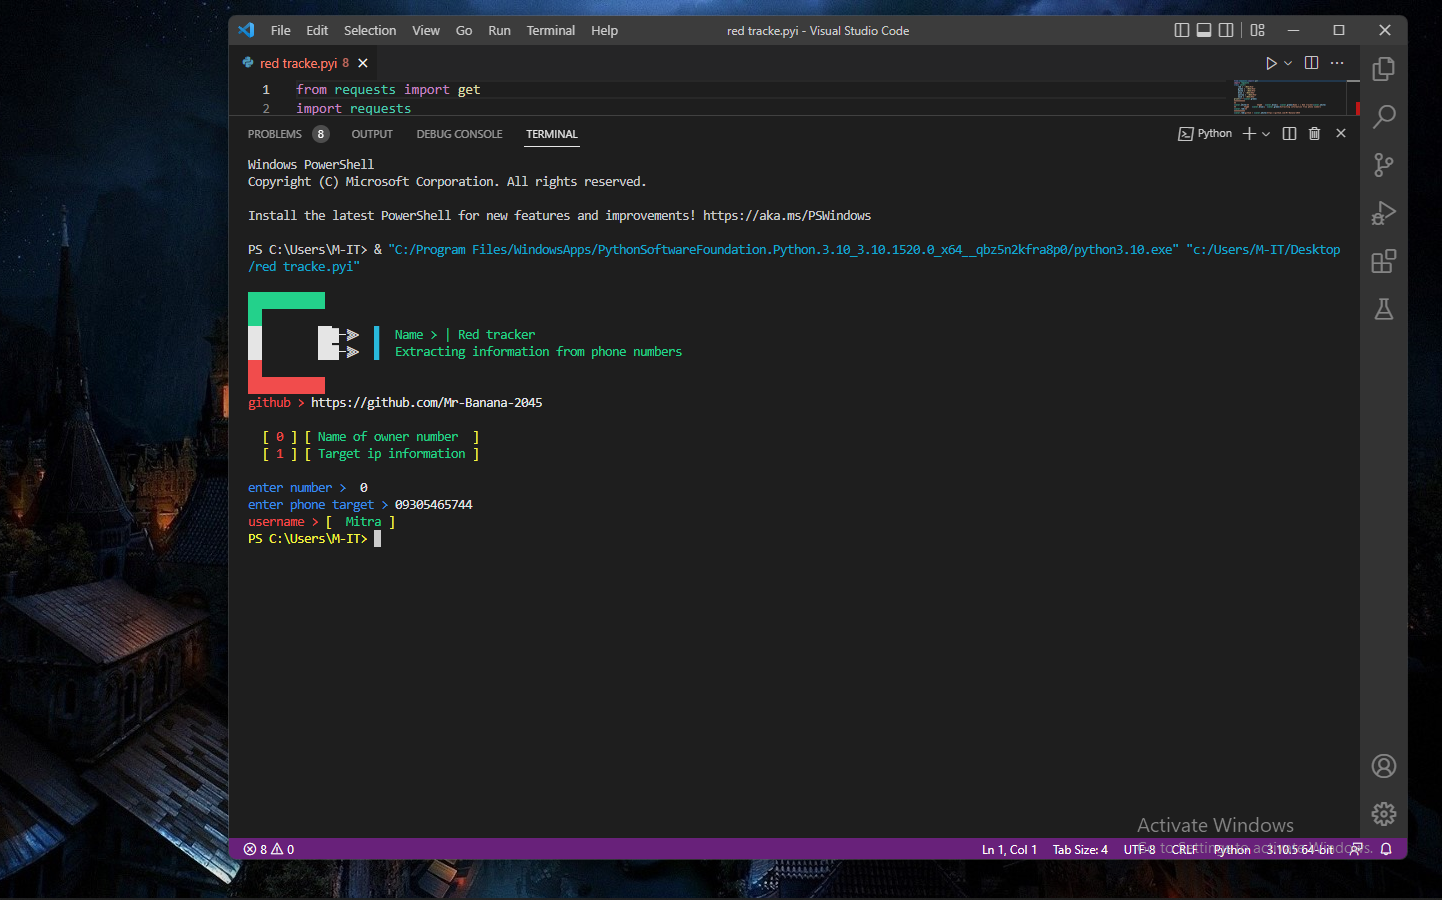 File Edit Selection View Go Run Terminal Help red tracke.pyi - Visual Studio Code
red tracke.pyi 8
1 from requests import get
2 import requests
PROBLEMS 8 OUTPUT DEBUG CONSOLE TERMINAL Python
Windows PowerShell
Copyright (C) Microsoft Corporation. All rights reserved.
Install the latest PowerShell for new features and improvements! https://aka.ms/PSWindows
PS C:\Users\M-IT> & "C:/Program Files/WindowsApps/PythonSoftwareFoundation.Python.3.10_3.10.1520.0_x64__qbz5n2kfra8p0/python3.10.exe" "c:/Users/M-IT/Desktop
/red tracke.pyi"
Name > | Red tracker
Extracting information from phone numbers
github > https://github.com/Mr-Banana-2045
[ 0 ] [ Name of owner number ]
[ 1 ] [ Target ip information ]
enter number > 0
enter phone target > 09305465744
username > [ Mitra ]
PS C:\Users\M-IT>
Activate Windows
Go to Settings to activate Windows.
8 0 Ln 1, Col 1 Tab Size: 4 UTF-8 CRLF Python 3.10.5 64-bit